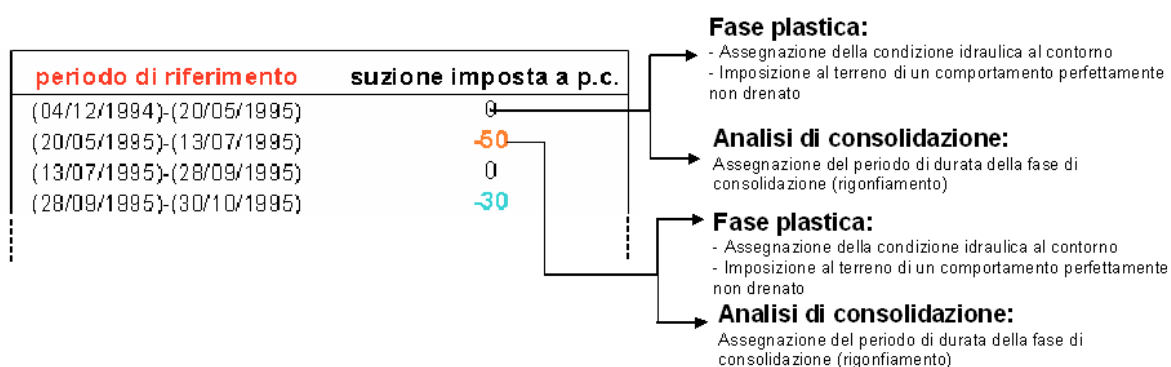 periodo di riferimento suzione imposta a p.c.
(04/12/1994)-(20/05/1995) 0
(20/05/1995)-(13/07/1995) -50
(13/07/1995)-(28/09/1995) 0
(28/09/1995)-(30/10/1995) -30
Fase plastica:
- Assegnazione della condizione idraulica al contorno
- Imposizione al terreno di un comportamento perfettamente
non drenato
Analisi di consolidazione:
Assegnazione del periodo di durata della fase di
consolidazione (rigonfiamento)
Fase plastica:
- Assegnazione della condizione idraulica al contorno
- Imposizione al terreno di un comportamento perfettamente
non drenato
Analisi di consolidazione:
Assegnazione del periodo di durata della fase di
consolidazione (rigonfiamento)